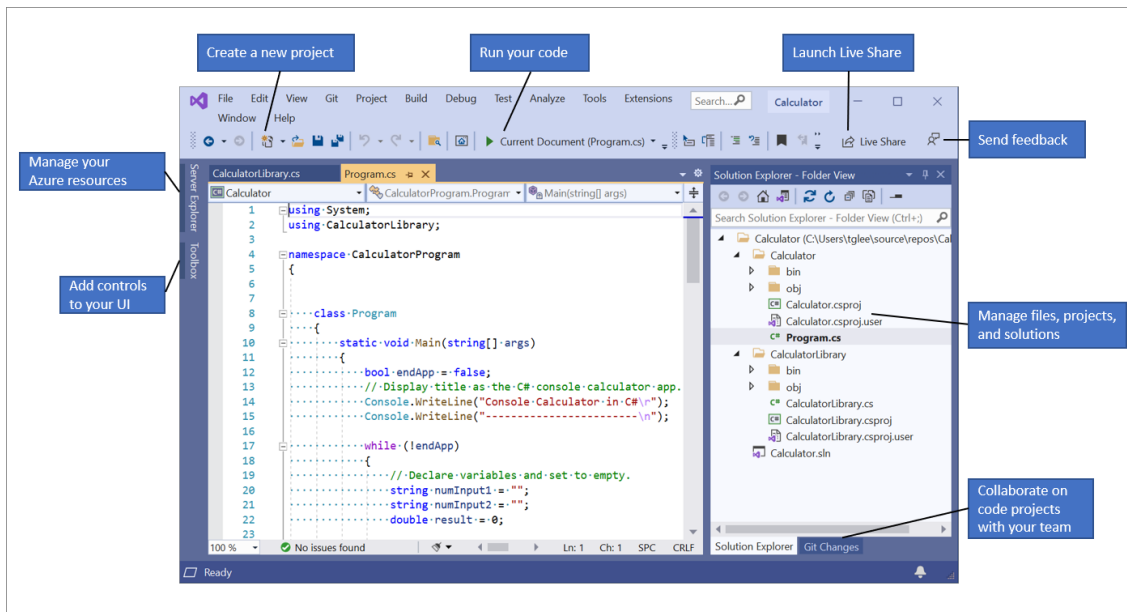 Create a new project
Run your code
Launch Live Share
File Edit View Git Project Build Debug Test Analyze Tools Extensions Search... Calculator
Window Help
Current Document (Program.cs) Live Share
Send feedback
Manage your
Azure resources
Server Explorer
Toolbox
Add controls
to your UI
CalculatorLibrary.cs Program.cs
Calculator CalculatorProgram.Program Main(string[] args)
1 using System;
2 using CalculatorLibrary;
3
4 namespace CalculatorProgram
5 {
6
7
8 class Program
9 {
10 static void Main(string[] args)
11 {
12 bool endApp = false;
13 // Display title as the C# console calculator app.
14 Console.WriteLine("Console Calculator in C#\r");
15 Console.WriteLine("------------------------\n");
16
17 while (!endApp)
18 {
19 // Declare variables and set to empty.
20 string numInput1 = "";
21 string numInput2 = "";
22 double result = 0;
23
100 % No issues found Ln: 1 Ch: 1 SPC CRLF
Solution Explorer - Folder View
Search Solution Explorer - Folder View (Ctrl+;)
Calculator (C:\Users\tglee\source\repos\Cal
Calculator
bin
obj
C# Calculator.csproj
Calculator.csproj.user
C# Program.cs
CalculatorLibrary
bin
obj
C# CalculatorLibrary.cs
C# CalculatorLibrary.csproj
CalculatorLibrary.csproj.user
Calculator.sln
Solution Explorer Git Changes
Manage files, projects,
and solutions
Collaborate on
code projects
with your team
Ready